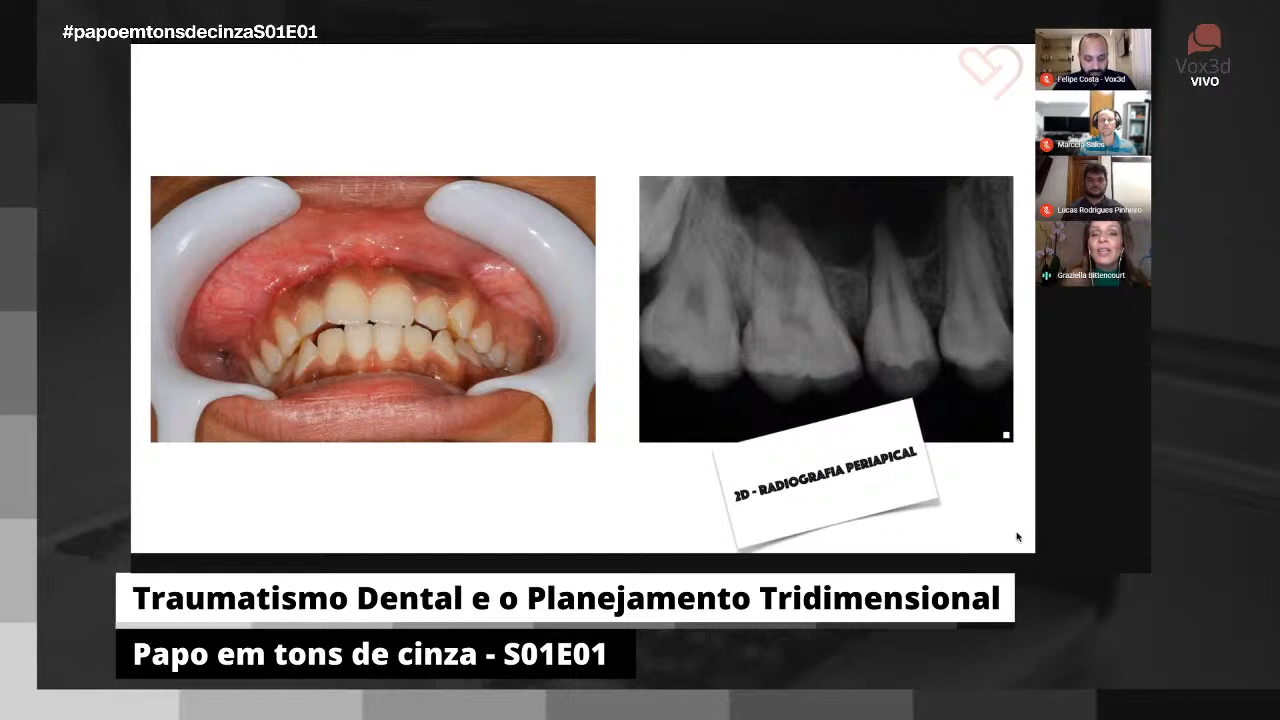 #papoemtonsdecinzaS01E01
Vox3d
VIVO
Felipe Costa - Vox3d
Marcelo Sales
Lucas Rodrigues Pinheiro
Graziella Bittencourt
2D - RADIOGRAFIA PERIAPICAL
Traumatismo Dental e o Planejamento Tridimensional
Papo em tons de cinza - S01E01